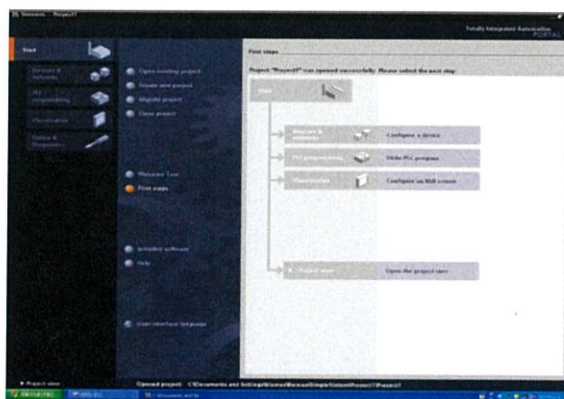 Siemens - Project1
Totally Integrated Automation
PORTAL
Start
Devices &
networks
PLC
programming
Visualization
Online &
Diagnostics
Open existing project
Create new project
Migrate project
Close project
Welcome Tour
First steps
Installed software
Help
User interface language
First steps
Project "Project1" was opened successfully. Please select the next step:
Start
Devices &
networks
Configure a device
PLC programming
Write PLC program
Visualization
Configure an HMI screen
Project view
Open the project view
Project view
Opened project: